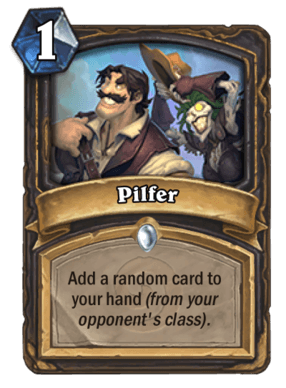 1
Pilfer
Add a random card to
your hand (from your
opponent's class).